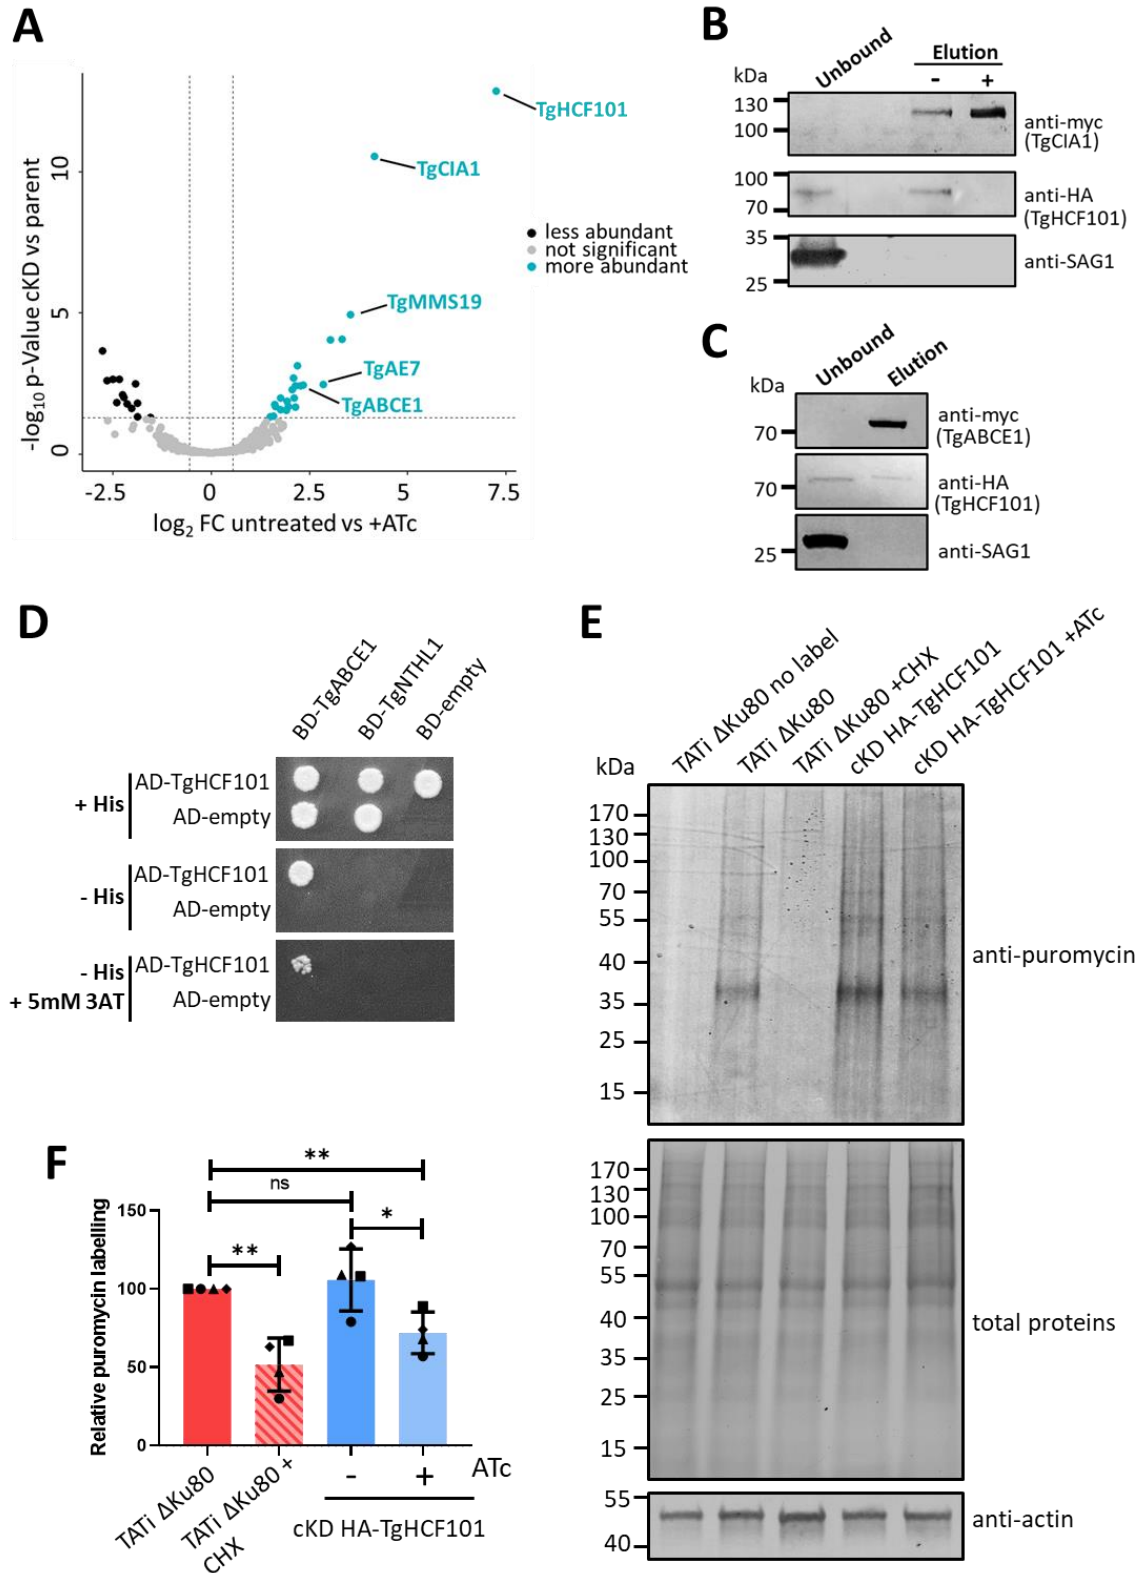 A
-log10 p-Value cKD vs parent
10
5
0
-2.5
0
2.5
5
7.5
log2 FC untreated vs +ATc
TgHCF101
TgCIA1
TgMMS19
TgAE7
TgABCE1
less abundant
not significant
more abundant
B
Unbound
Elution
- +
kDa
130
100
anti-myc
(TgCIA1)
100
70
anti-HA
(TgHCF101)
35
25
anti-SAG1
C
Unbound
Elution
kDa
70
anti-myc
(TgABCE1)
70
anti-HA
(TgHCF101)
25
anti-SAG1
D
BD-TgABCE1
BD-TgNTHL1
BD-empty
+ His
AD-TgHCF101
AD-empty
- His
AD-TgHCF101
AD-empty
- His
+ 5mM 3AT
AD-TgHCF101
AD-empty
E
TATi ΔKu80 no label
TATi ΔKu80
TATi ΔKu80 +CHX
cKD HA-TgHCF101
cKD HA-TgHCF101 +ATc
kDa
170
130
100
70
55
40
35
25
15
anti-puromycin
170
130
100
70
55
40
35
25
15
total proteins
55
40
anti-actin
F
Relative puromycin labelling
150
100
50
0
**
ns
**
*
TATi ΔKu80
TATi ΔKu80 +
CHX
- +
ATc
cKD HA-TgHCF101